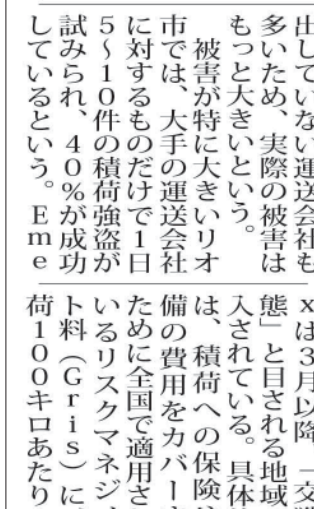 出していない運送会社も
多いため、実際の被害は
もっと大きいという。
被害が特に大きいリオ
市では、大手の運送会社
に対するものだけで1日
5〜10件の積荷強盗が
試みられ、40%が成功
しているという。Eme
xは3月以降、「交戦
態」と目される地域
入されている。具体
は、積荷への保険
備の費用をカバー
ために全国で適用さ
いるリスクマネジ
ト料（Gris）に
荷100キロあたり